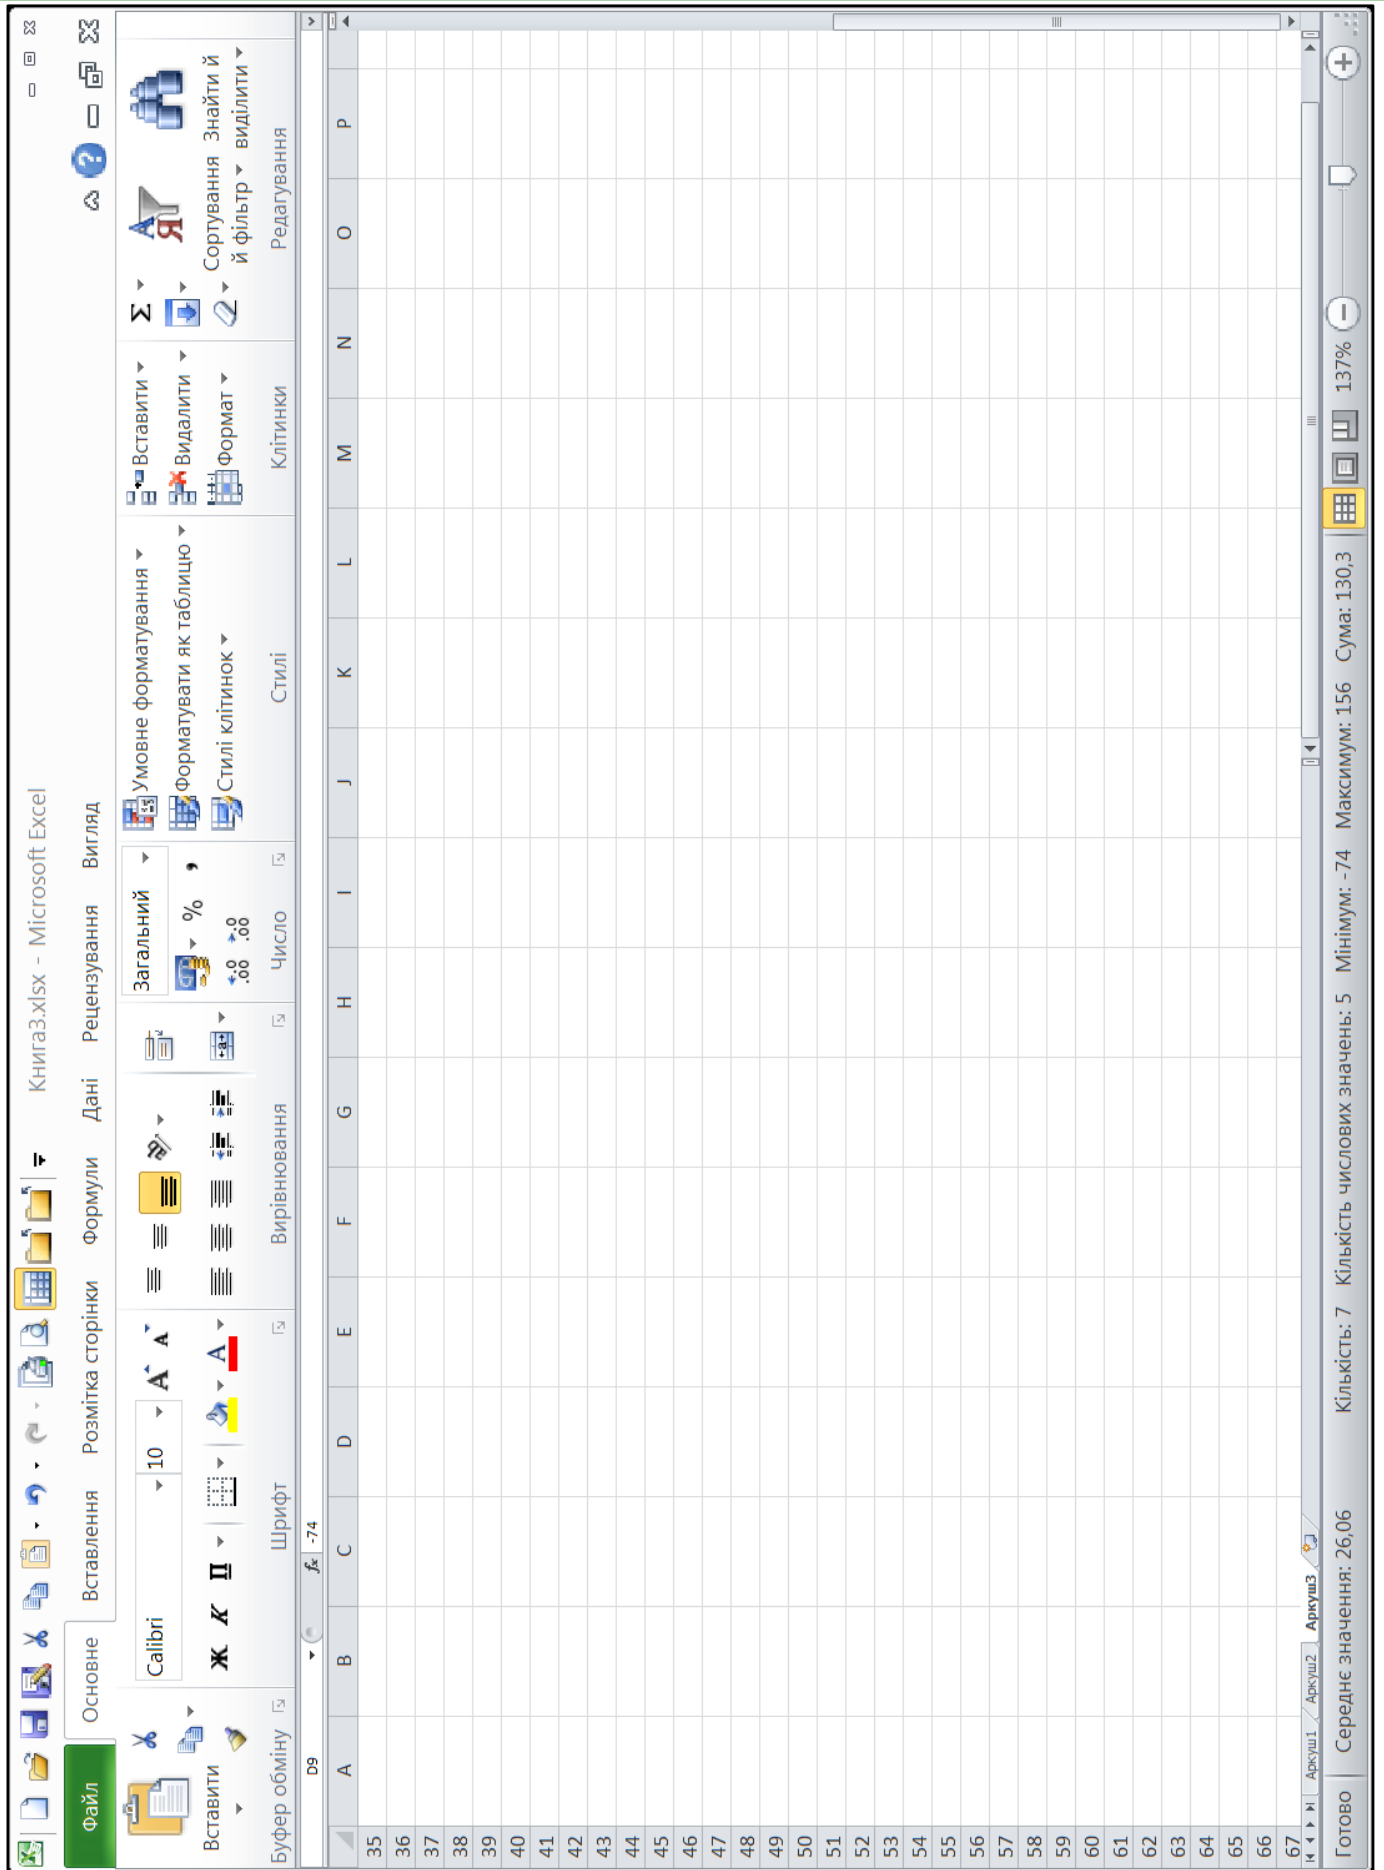 Книга3.xlsx - Microsoft Excel
Файл Основне Вставлення Розмітка сторінки Формули Дані Рецензування Вигляд
Вставити
Буфер обміну
Calibri 10
Ж К П
Шрифт
Вирівнювання
Загальний
% ,
Число
Умовне форматування
Форматувати як таблицю
Стилі клітинок
Стилі
Вставити
Видалити
Формат
Клітинки
Σ
Сортування й фільтр
Знайти й виділити
Редагування
D9 fx -74
A B C D E F G H I J K L M N O P
35
36
37
38
39
40
41
42
43
44
45
46
47
48
49
50
51
52
53
54
55
56
57
58
59
60
61
62
63
64
65
66
67
Аркуш1 Аркуш2 Аркуш3
Готово Середнє значення: 26,06 Кількість: 7 Кількість числових значень: 5 Мінімум: -74 Максимум: 156 Сума: 130,3 137%